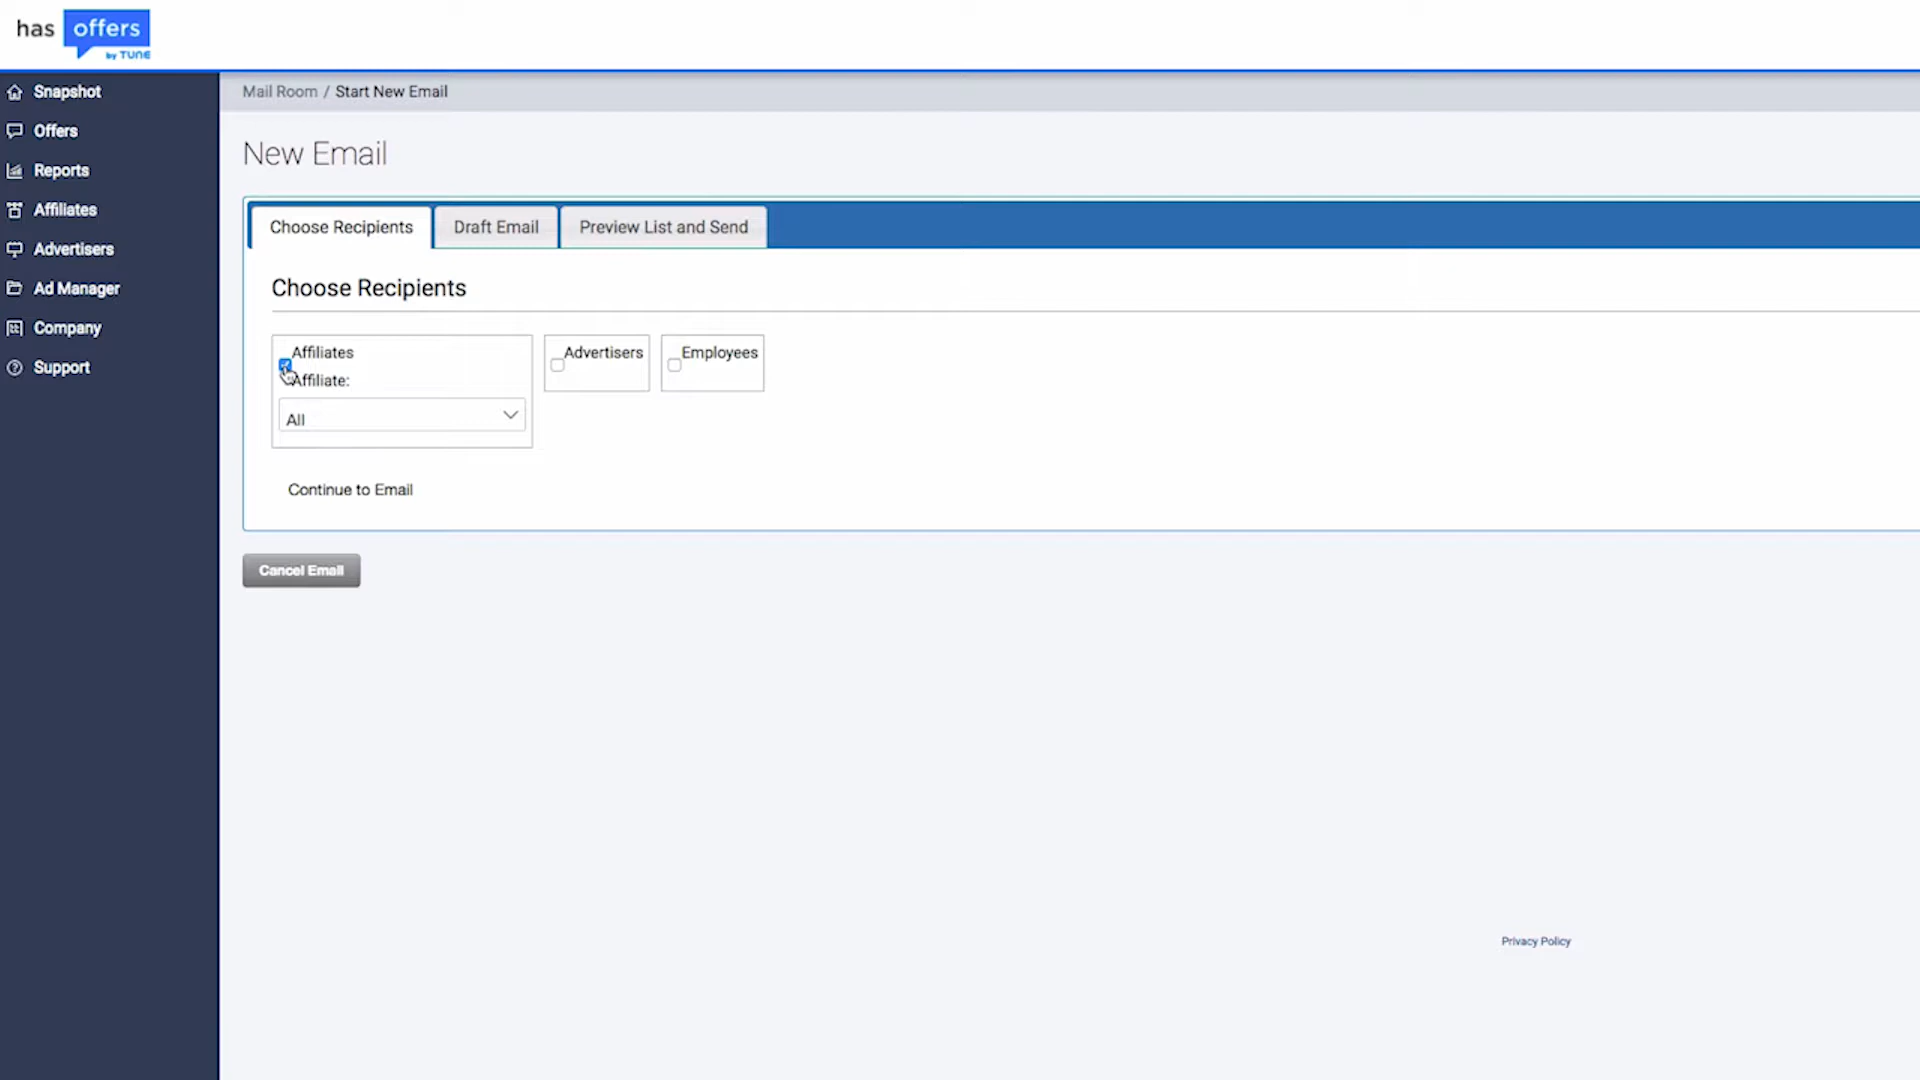 has offers
by TUNE
Snapshot
Offers
Reports
Affiliates
Advertisers
Ad Manager
Company
Support
Mail Room / Start New Email
New Email
Choose Recipients
Draft Email
Preview List and Send
Choose Recipients
Affiliates
Affiliate:
All
Advertisers
Employees
Continue to Email
Cancel Email
Privacy Policy